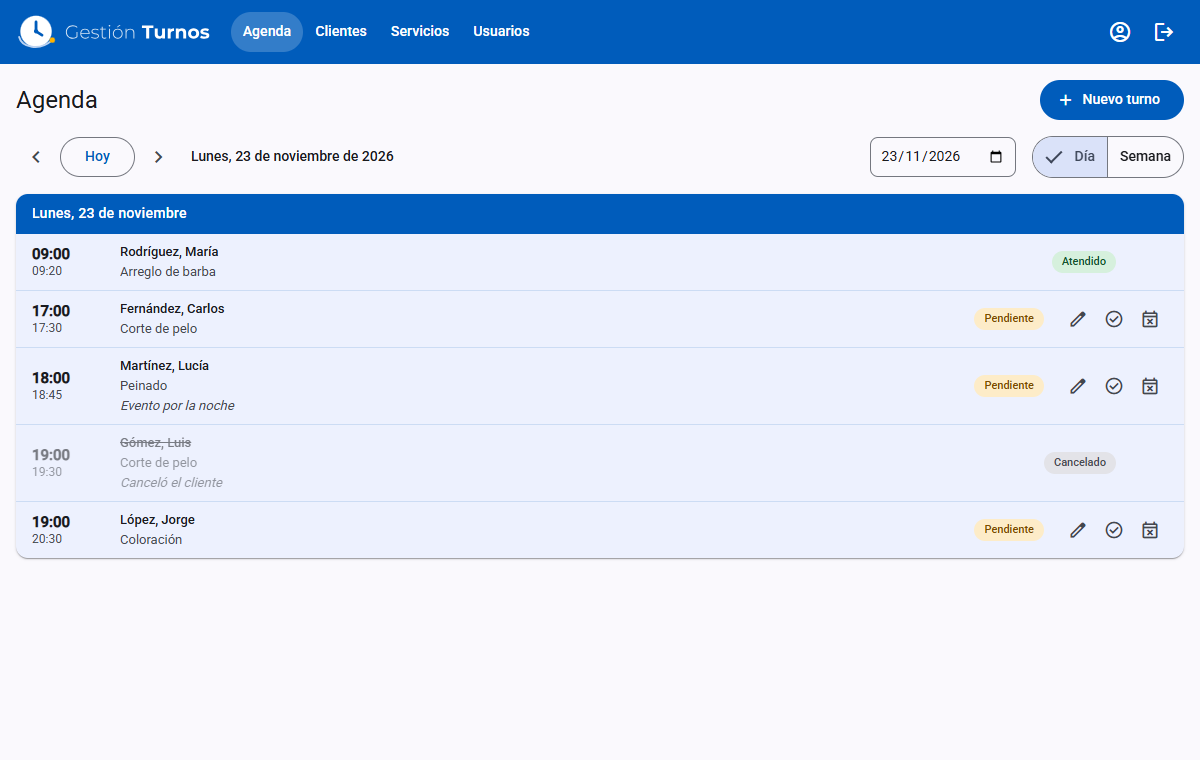 Gestión Turnos Agenda Clientes Servicios Usuarios
Agenda
+ Nuevo turno
Hoy Lunes, 23 de noviembre de 2026 23/11/2026 Día Semana
Lunes, 23 de noviembre
09:00 Rodríguez, María
09:20 Arreglo de barba Atendido
17:00 Fernández, Carlos
17:30 Corte de pelo Pendiente
18:00 Martínez, Lucía
18:45 Peinado Pendiente
Evento por la noche
19:00 Gómez, Luis
19:30 Corte de pelo Cancelado
Canceló el cliente
19:00 López, Jorge
20:30 Coloración Pendiente